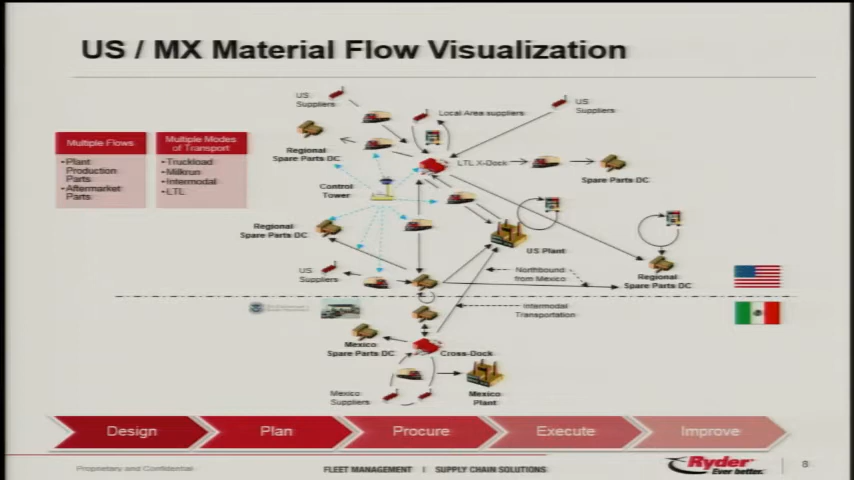 US / MX Material Flow Visualization
US
Suppliers
Local Area suppliers
US
Suppliers
Multiple Flows
• Plant
Production
Parts
• Aftermarket
Parts
Multiple Modes
of Transport
• Truckload
• Milkrun
• Intermodal
• LTL
Regional
Spare Parts DC
LTL X-Dock
Spare Parts DC
Control
Tower
Regional
Spare Parts DC
US Plant
US
Suppliers
Northbound
from Mexico
Regional
Spare Parts DC
Intermodal
Transportation
Mexico
Spare Parts DC
Cross-Dock
Mexico
Suppliers
Mexico
Plant
Design
Plan
Procure
Execute
Improve
Proprietary and Confidential
FLEET MANAGEMENT | SUPPLY CHAIN SOLUTIONS
Ryder
Ever better.
8